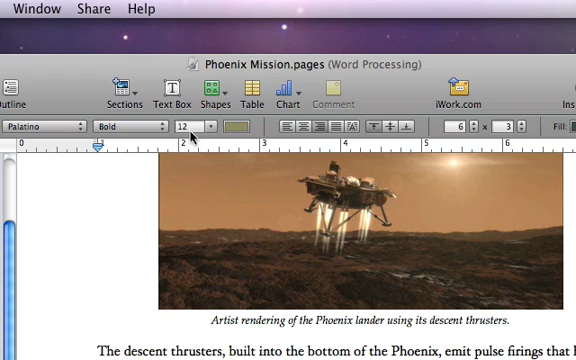 Window Share Help
Phoenix Mission.pages (Word Processing)
Outline Sections Text Box Shapes Table Chart Comment iWork.com Ins
Palatino Bold 12 6 x 3 Fill:
0 1 2 3 4 5 6
Artist rendering of the Phoenix lander using its descent thrusters.
The descent thrusters, built into the bottom of the Phoenix, emit pulse firings that